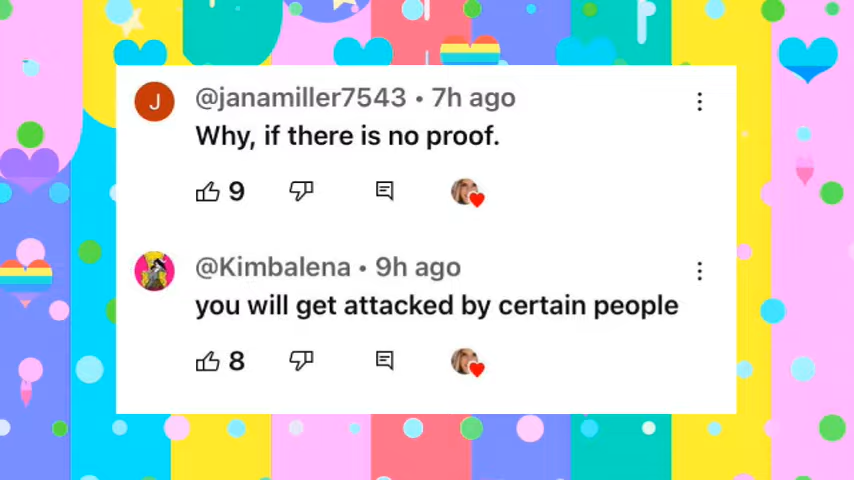 J
@janamiller7543 • 7h ago
Why, if there is no proof.
9
@Kimbalena • 9h ago
you will get attacked by certain people
8